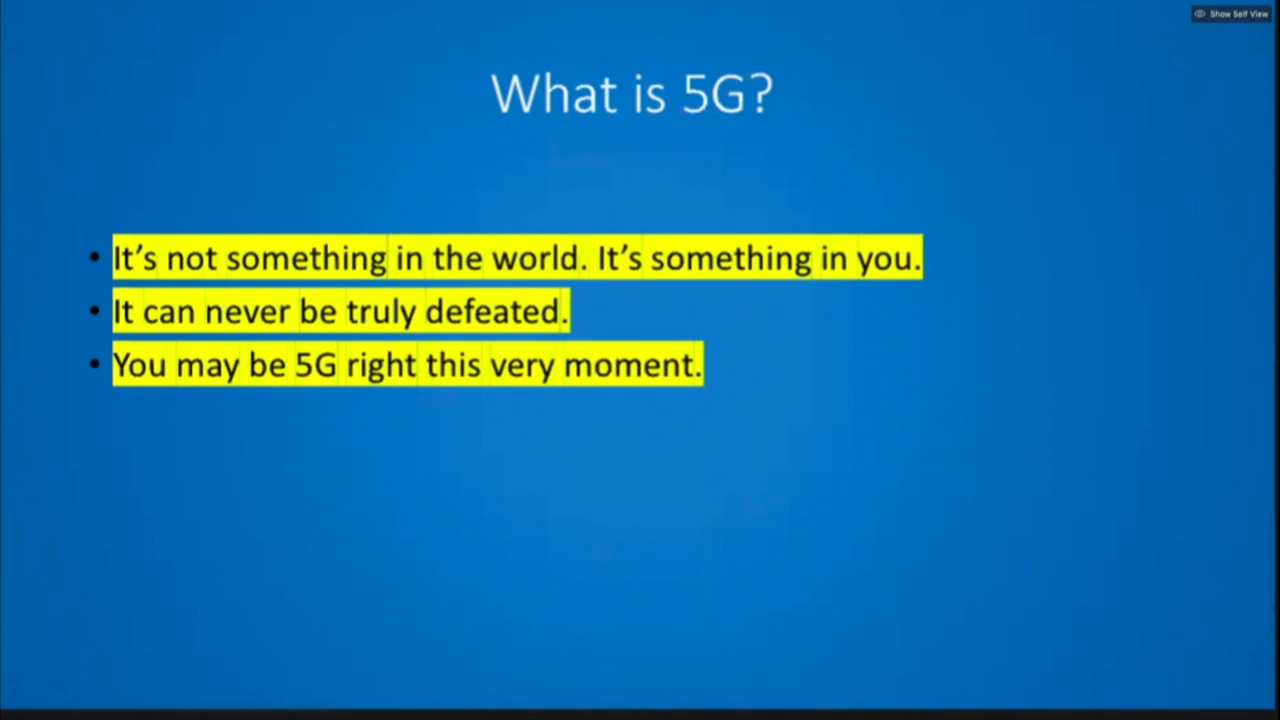 Show Self View
What is 5G?
• It’s not something in the world. It’s something in you.
• It can never be truly defeated.
• You may be 5G right this very moment.